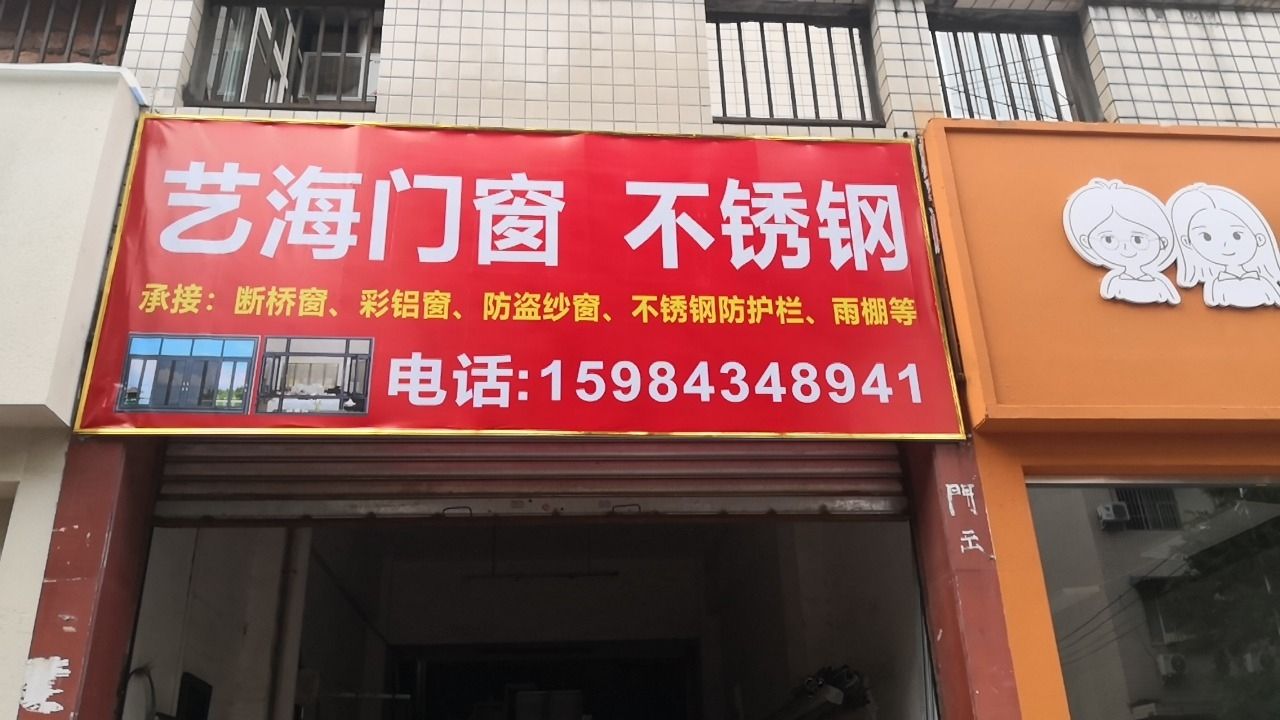 艺海门窗 不锈钢
承接：断桥窗、彩铝窗、防盗纱窗、不锈钢防护栏、雨棚等
电话:15984348941
門